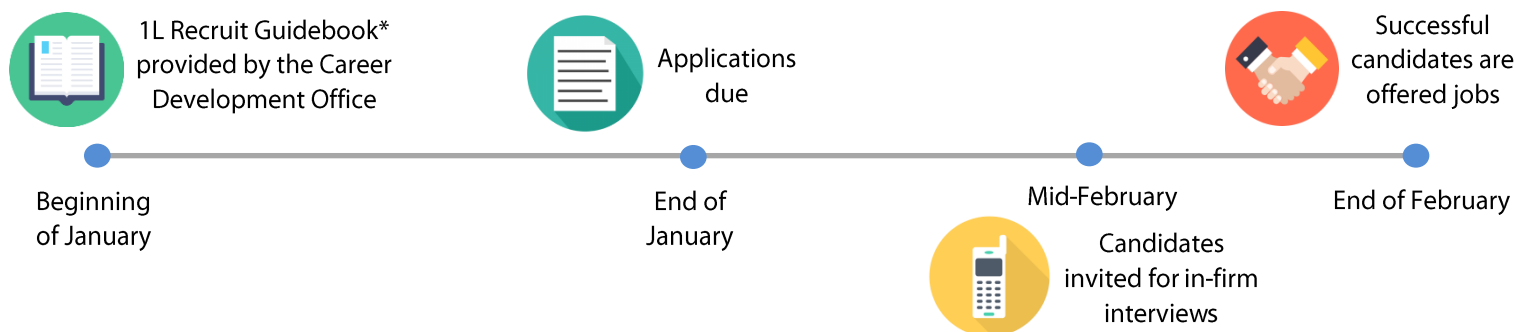 1L Recruit Guidebook*
provided by the Career
Development Office
Applications
due
Successful
candidates are
offered jobs
Beginning
of January
End of
January
Mid-February
End of February
Candidates
invited for in-firm
interviews